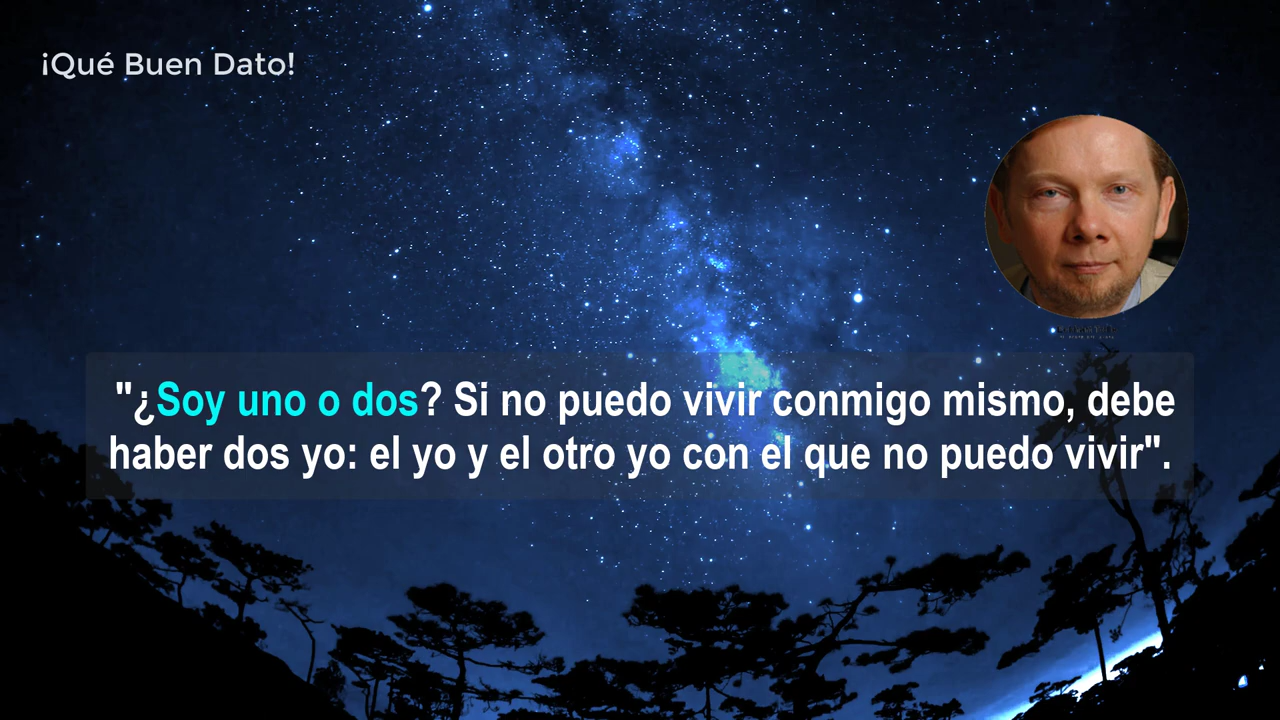 ¡Qué Buen Dato!
"¿Soy uno o dos? Si no puedo vivir conmigo mismo, debe
haber dos yo: el yo y el otro yo con el que no puedo vivir".